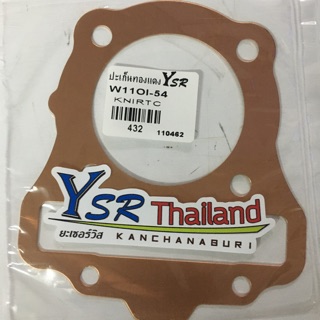 ปะเก็นทองแดง YSR
W110I-54
KNIRTC
432 110462
YSR Thailand
ยะเซอร์วิส KANCHANABURI